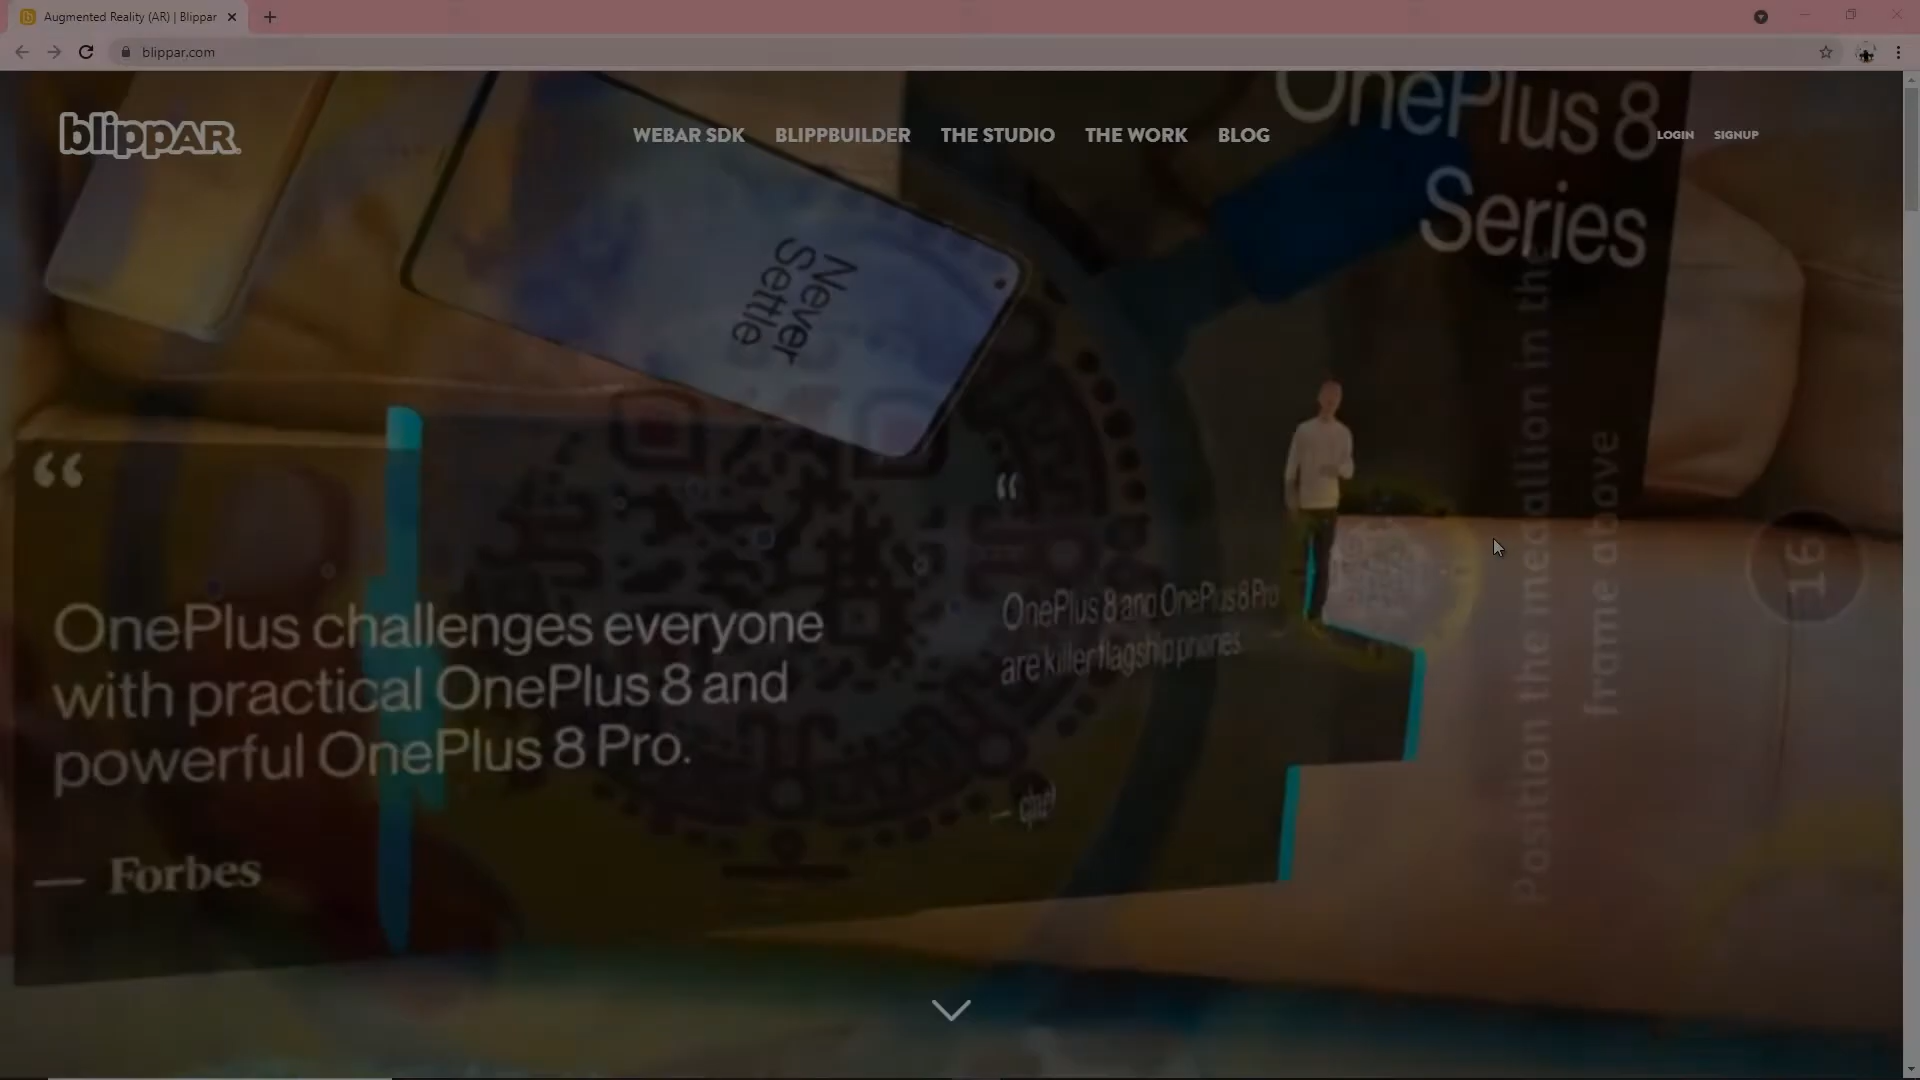 Augmented Reality (AR) | Blippar
blippar.com
blippAR
WEBAR SDK
BLIPPBUILDER
THE STUDIO
THE WORK
BLOG
LOGIN
SIGNUP
OnePlus 8
Series
Never
Settle
“
OnePlus challenges everyone
with practical OnePlus 8 and
powerful OnePlus 8 Pro.
— Forbes
“
OnePlus 8 and OnePlus 8 Pro
are killer flagship phones.
— c|net
Position the medallion in the
frame above
16